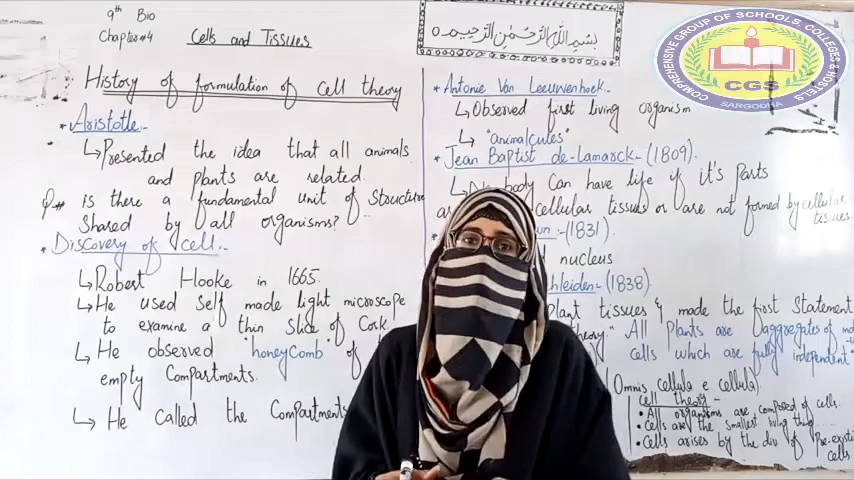 9th Bio
Chapter #4
Cells and Tissues
بسم اللہ الرحمٰن الرحیم
COMPREHENSIVE GROUP OF SCHOOLS, COLLEGES & HOSTELS
CGS
SARGODHA
History of formulation of cell theory
* Aristotle:-
↳ Presented the idea that all animals
and plants are related.
Q# is there a fundamental unit of Structure
Shared by all organisms?
* Discovery of cell:-
↳ Robert Hooke in 1665.
↳ He used self made light microscope
to examine a thin slice of Cork.
↳ He observed "honeycomb" of
empty Compartments.
↳ He called the Compartments
* Antonie Van Leeuwenhoek:-
↳ Observed first living organism
↳ "animalcules"
* Jean Baptist de-Lamarck:- (1809).
↳ No body Can have life if it's parts
cellular tissues or are not formed by cellular
tissues
(1831)
nucleus
(1838)
Plant tissues & made the first Statement
"All plants are aggregates of
cells which are fully independent"
(Omnis cellula e cellula)
Cell theory:-
• All organisms are composed of cells.
• Cells are the smallest living thing
• Cells arises by the div of Pre-existi
cells